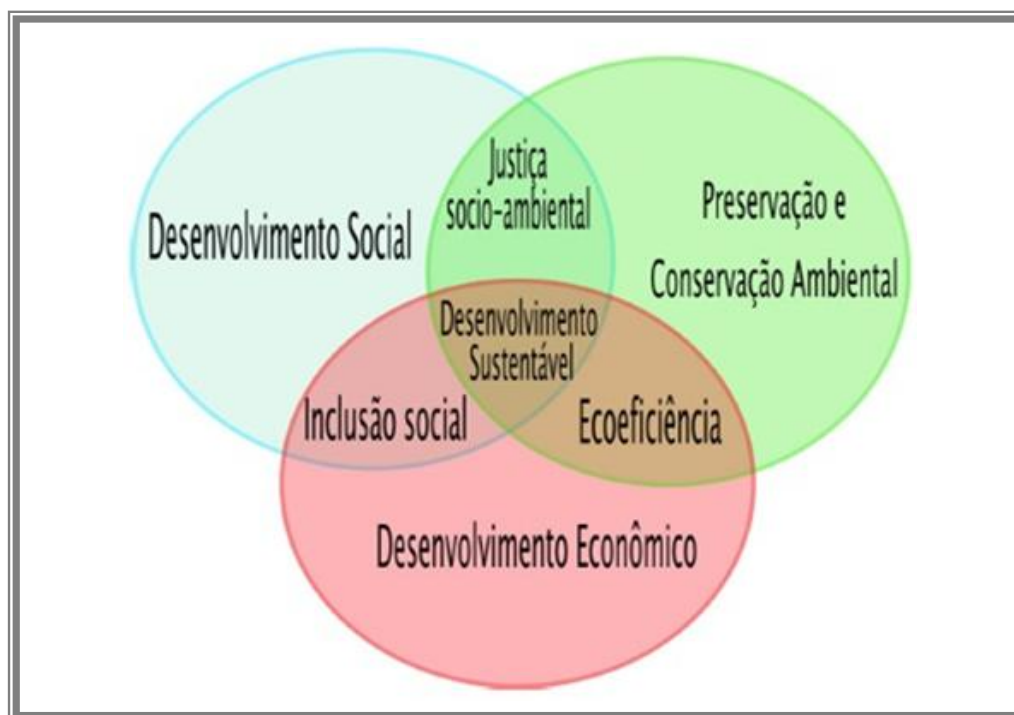 Justiça
socio-ambiental
Preservação e
Conservação Ambiental
Desenvolvimento Social
Desenvolvimento
Sustentável
Inclusão social
Ecoeficiência
Desenvolvimento Econômico